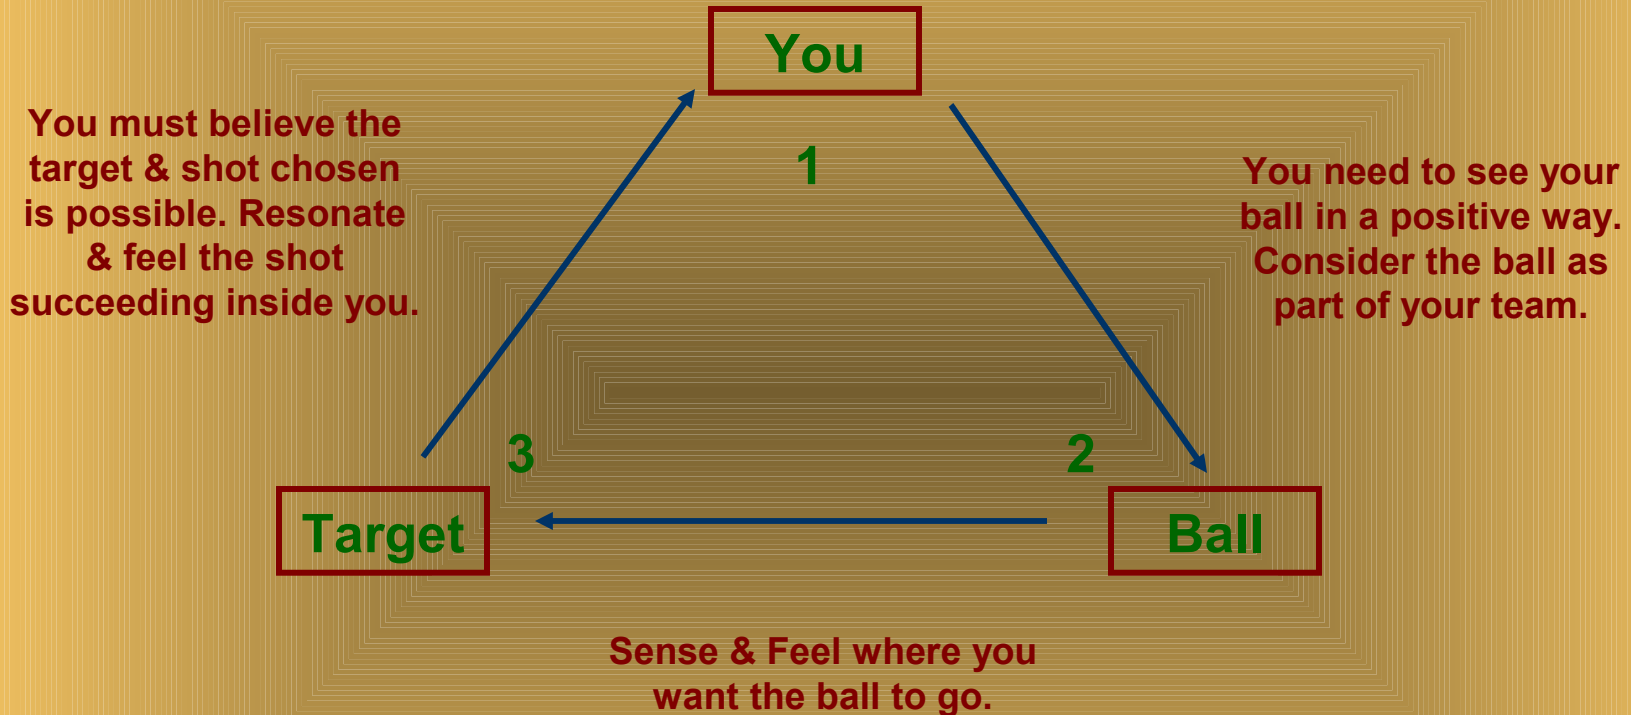 You
1
You must believe the
target & shot chosen
is possible. Resonate
& feel the shot
succeeding inside you.
You need to see your
ball in a positive way.
Consider the ball as
part of your team.
3
2
Target
Ball
Sense & Feel where you
want the ball to go.